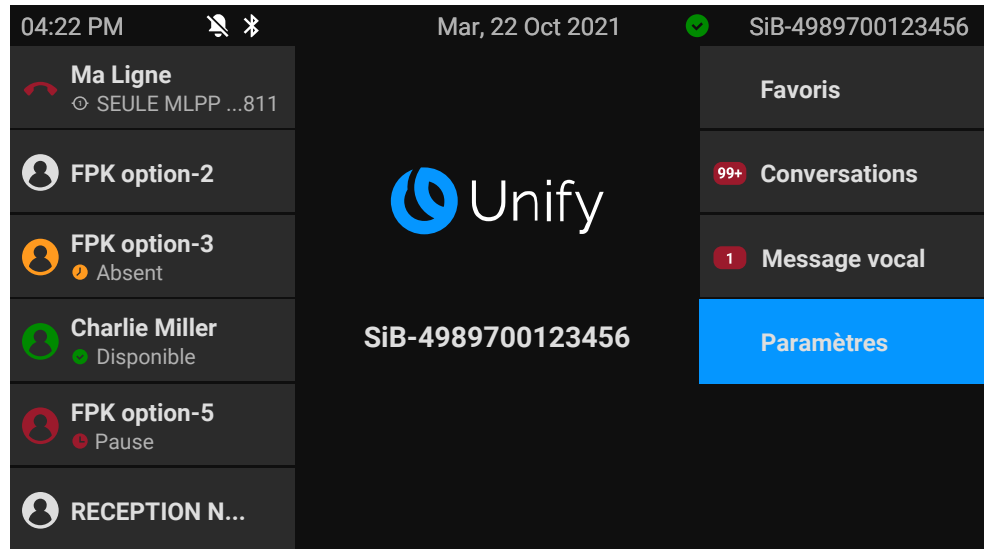 04:22 PM
Mar, 22 Oct 2021
SiB-4989700123456
Ma Ligne
SEULE MLPP ...811
FPK option-2
FPK option-3
Absent
Charlie Miller
Disponible
FPK option-5
Pause
RECEPTION N...
Unify
SiB-4989700123456
Favoris
99+ Conversations
1 Message vocal
Paramètres